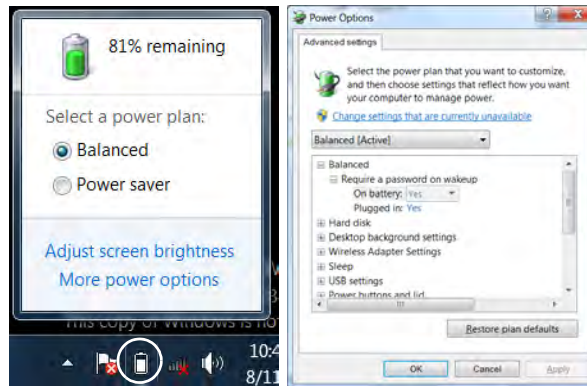 81% remaining
Select a power plan:
Balanced
Power saver
Adjust screen brightness
More power options
This copy of Windows is not
10:4
8/11
Power Options
Advanced settings
Select the power plan that you want to customize,
and then choose settings that reflect how you want
your computer to manage power.
Change settings that are currently unavailable
Balanced [Active]
Balanced
Require a password on wakeup
On battery: Yes
Plugged in: Yes
Hard disk
Desktop background settings
Wireless Adapter Settings
Sleep
USB settings
Power buttons and lid
Restore plan defaults
OK
Cancel
Apply